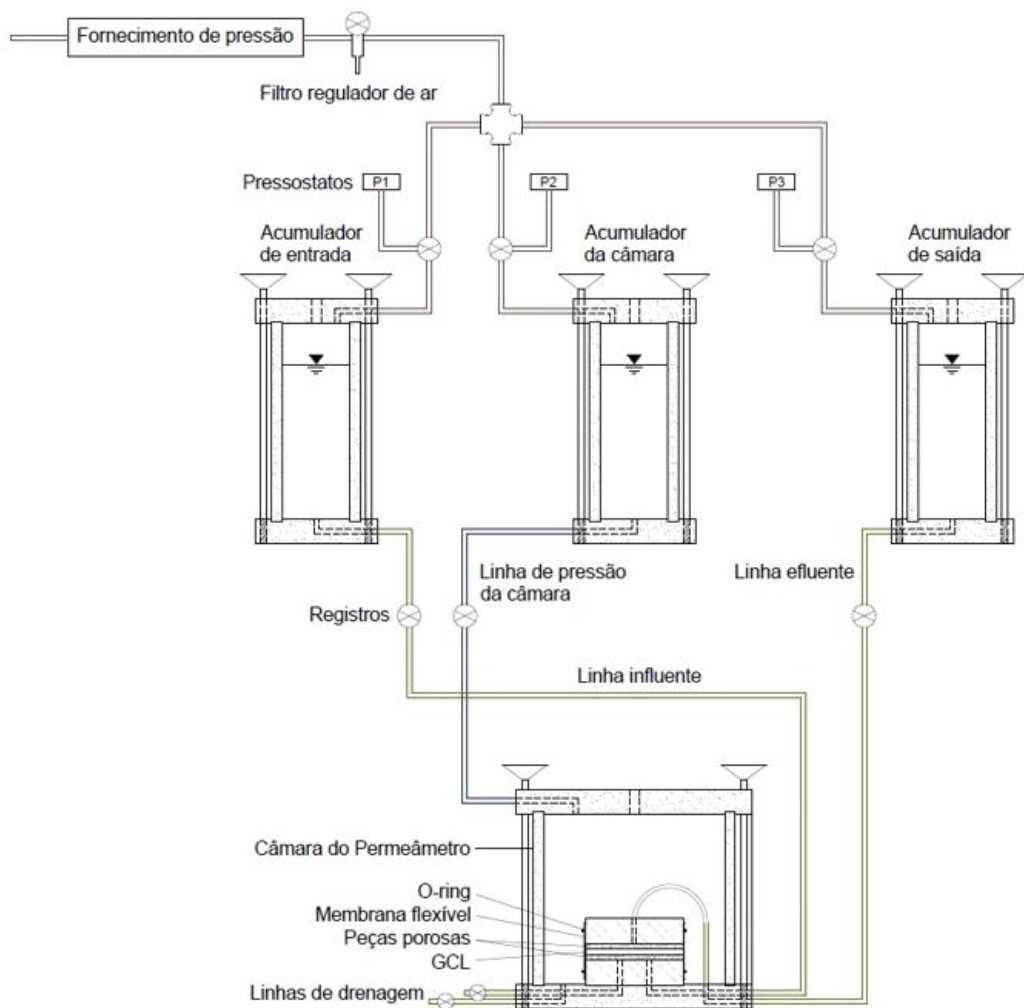 Fornecimento de pressão
Filtro regulador de ar
Pressostatos
P1
P2
P3
Acumulador
de entrada
Acumulador
da câmara
Acumulador
de saída
Linha de pressão
da câmara
Linha efluente
Registros
Linha influente
Câmara do Permeâmetro
O-ring
Membrana flexível
Peças porosas
GCL
Linhas de drenagem